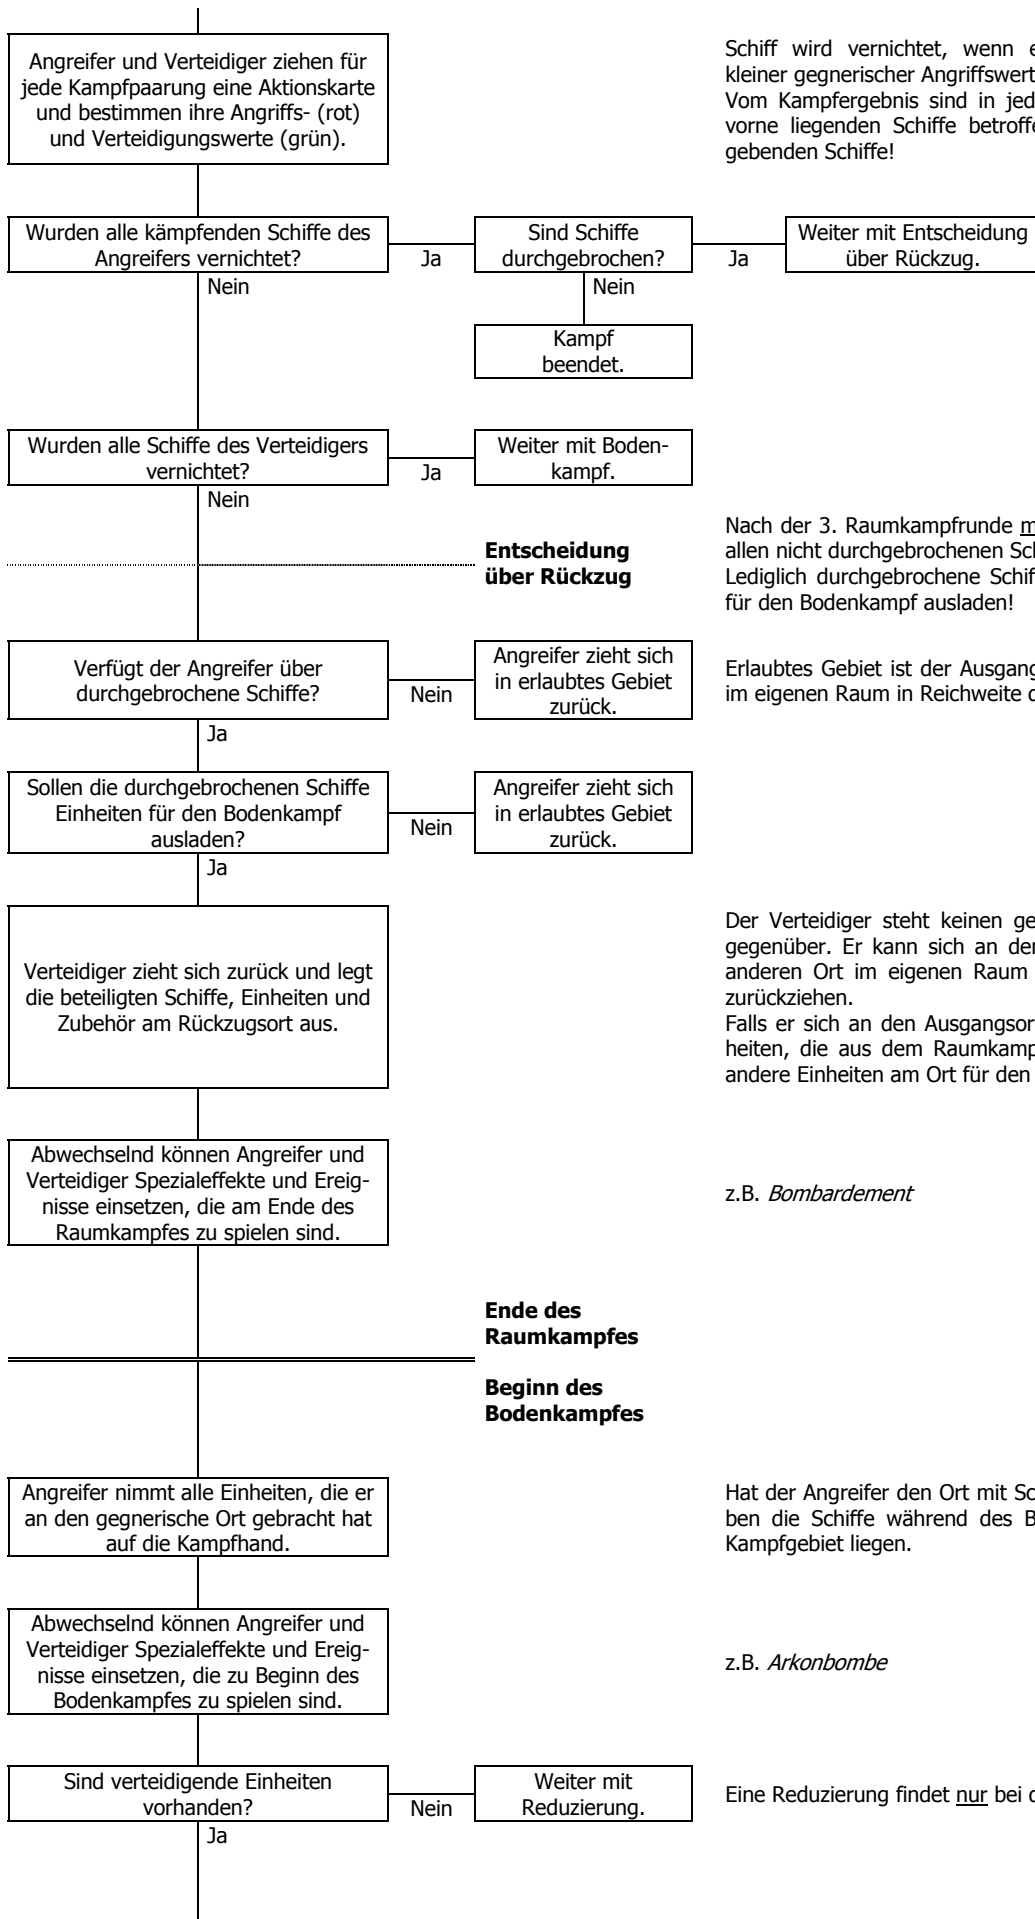 Angreifer und Verteidiger ziehen für
jede Kampfpaarung eine Aktionskarte
und bestimmen ihre Angriffs- (rot)
und Verteidigungswerte (grün).
Schiff wird vernichtet, wenn
kleiner gegnerischer Angriffswert
Vom Kampfergebnis sind in
vorne liegenden Schiffe
gebenden Schiffe!
Wurden alle kämpfenden Schiffe des
Angreifers vernichtet?
Ja
Sind Schiffe
durchgebrochen?
Ja
Weiter mit Entscheidung
über Rückzug.
Nein
Nein
Kampf
beendet.
Wurden alle Schiffe des Verteidigers
vernichtet?
Ja
Weiter mit Boden-
kampf.
Nein
Entscheidung
über Rückzug
Nach der 3. Raumkampfrunde
allen nicht durchgebrochenen
Lediglich durchgebrochene
für den Bodenkampf ausladen!
Verfügt der Angreifer über
durchgebrochene Schiffe?
Nein
Angreifer zieht sich
in erlaubtes Gebiet
zurück.
Erlaubtes Gebiet ist der
im eigenen Raum in Reichweite
Ja
Sollen die durchgebrochenen Schiffe
Einheiten für den Bodenkampf
ausladen?
Nein
Angreifer zieht sich
in erlaubtes Gebiet
zurück.
Ja
Verteidiger zieht sich zurück und legt
die beteiligten Schiffe, Einheiten und
Zubehör am Rückzugsort aus.
Der Verteidiger steht keinen
gegenüber. Er kann sich an
anderen Ort im eigenen Raum
zurückziehen.
Falls er sich an den
heiten, die aus dem
andere Einheiten am Ort für den
Abwechselnd können Angreifer und
Verteidiger Spezialeffekte und Ereig-
nisse einsetzen, die am Ende des
Raumkampfes zu spielen sind.
z.B. Bombardement
Ende des
Raumkampfes
Beginn des
Bodenkampfes
Angreifer nimmt alle Einheiten, die er
an den gegnerische Ort gebracht hat
auf die Kampfhand.
Hat der Angreifer den Ort mit
ben die Schiffe während des
Kampfgebiet liegen.
Abwechselnd können Angreifer und
Verteidiger Spezialeffekte und Ereig-
nisse einsetzen, die zu Beginn des
Bodenkampfes zu spielen sind.
z.B. Arkonbombe
Sind verteidigende Einheiten
vorhanden?
Nein
Weiter mit
Reduzierung.
Eine Reduzierung findet nur bei
Ja